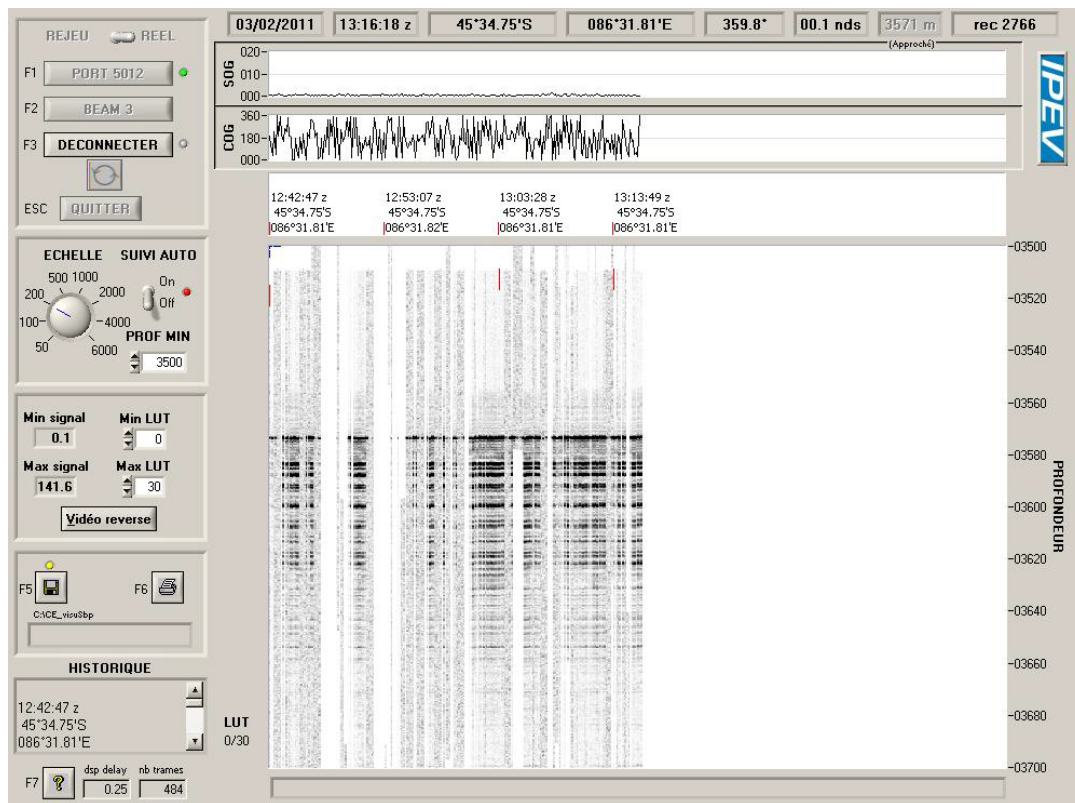 REJEU REEL
F1 PORT 5012
F2 BEAM 3
F3 DECONNECTER
ESC QUITTER
03/02/2011 13:16:18 z 45°34.75'S 086°31.81'E 359.8° 00.1 nds 3571 m rec 2766
(Approché)
IPEV
SOG
020
010
000
COG
360
180
000
12:42:47 z 12:53:07 z 13:03:28 z 13:13:49 z
45°34.75'S 45°34.75'S 45°34.75'S 45°34.75'S
086°31.81'E 086°31.82'E 086°31.81'E 086°31.81'E
ECHELLE SUIVI AUTO
500 1000
200 2000
100 4000
50 6000
On
Off
PROF MIN
3500
Min signal Min LUT
0.1 0
Max signal Max LUT
141.6 30
Vidéo reverse
F5 F6
C:\CE_visuSbp
HISTORIQUE
12:42:47 z
45°34.75'S
086°31.81'E
F7 ?
dsp delay nb trames
0.25 484
LUT
0/30
03500
03520
03540
03560
03580
03600
03620
03640
03660
03680
03700
PROFONDEUR